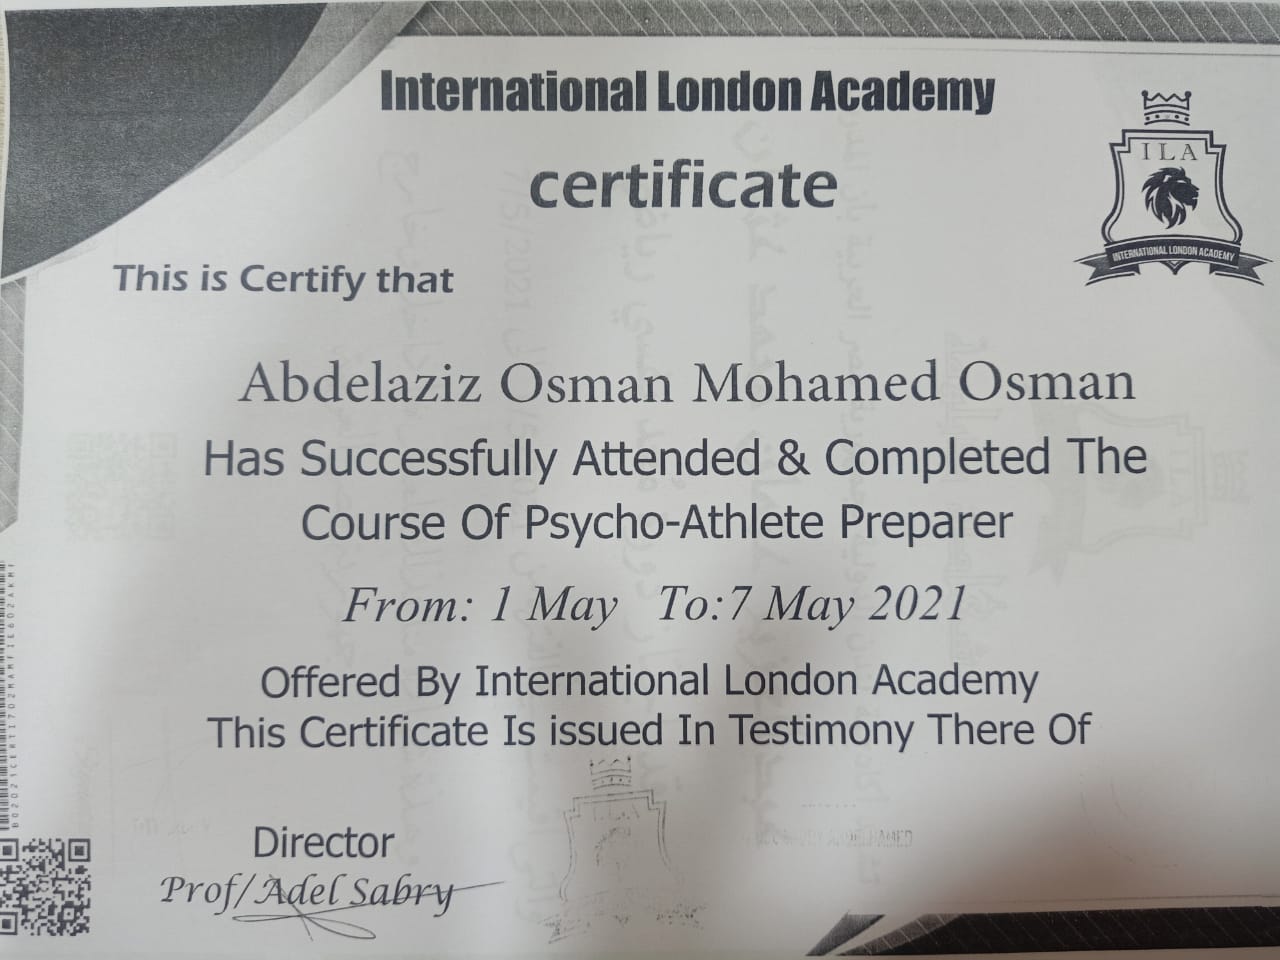 International London Academy
certificate
ILA
INTERNATIONAL LONDON ACADEMY
This is Certify that
Abdelaziz Osman Mohamed Osman
Has Successfully Attended & Completed The
Course Of Psycho-Athlete Preparer
From: 1 May To:7 May 2021
Offered By International London Academy
This Certificate Is issued In Testimony There Of
Director
Prof/Adel Sabry